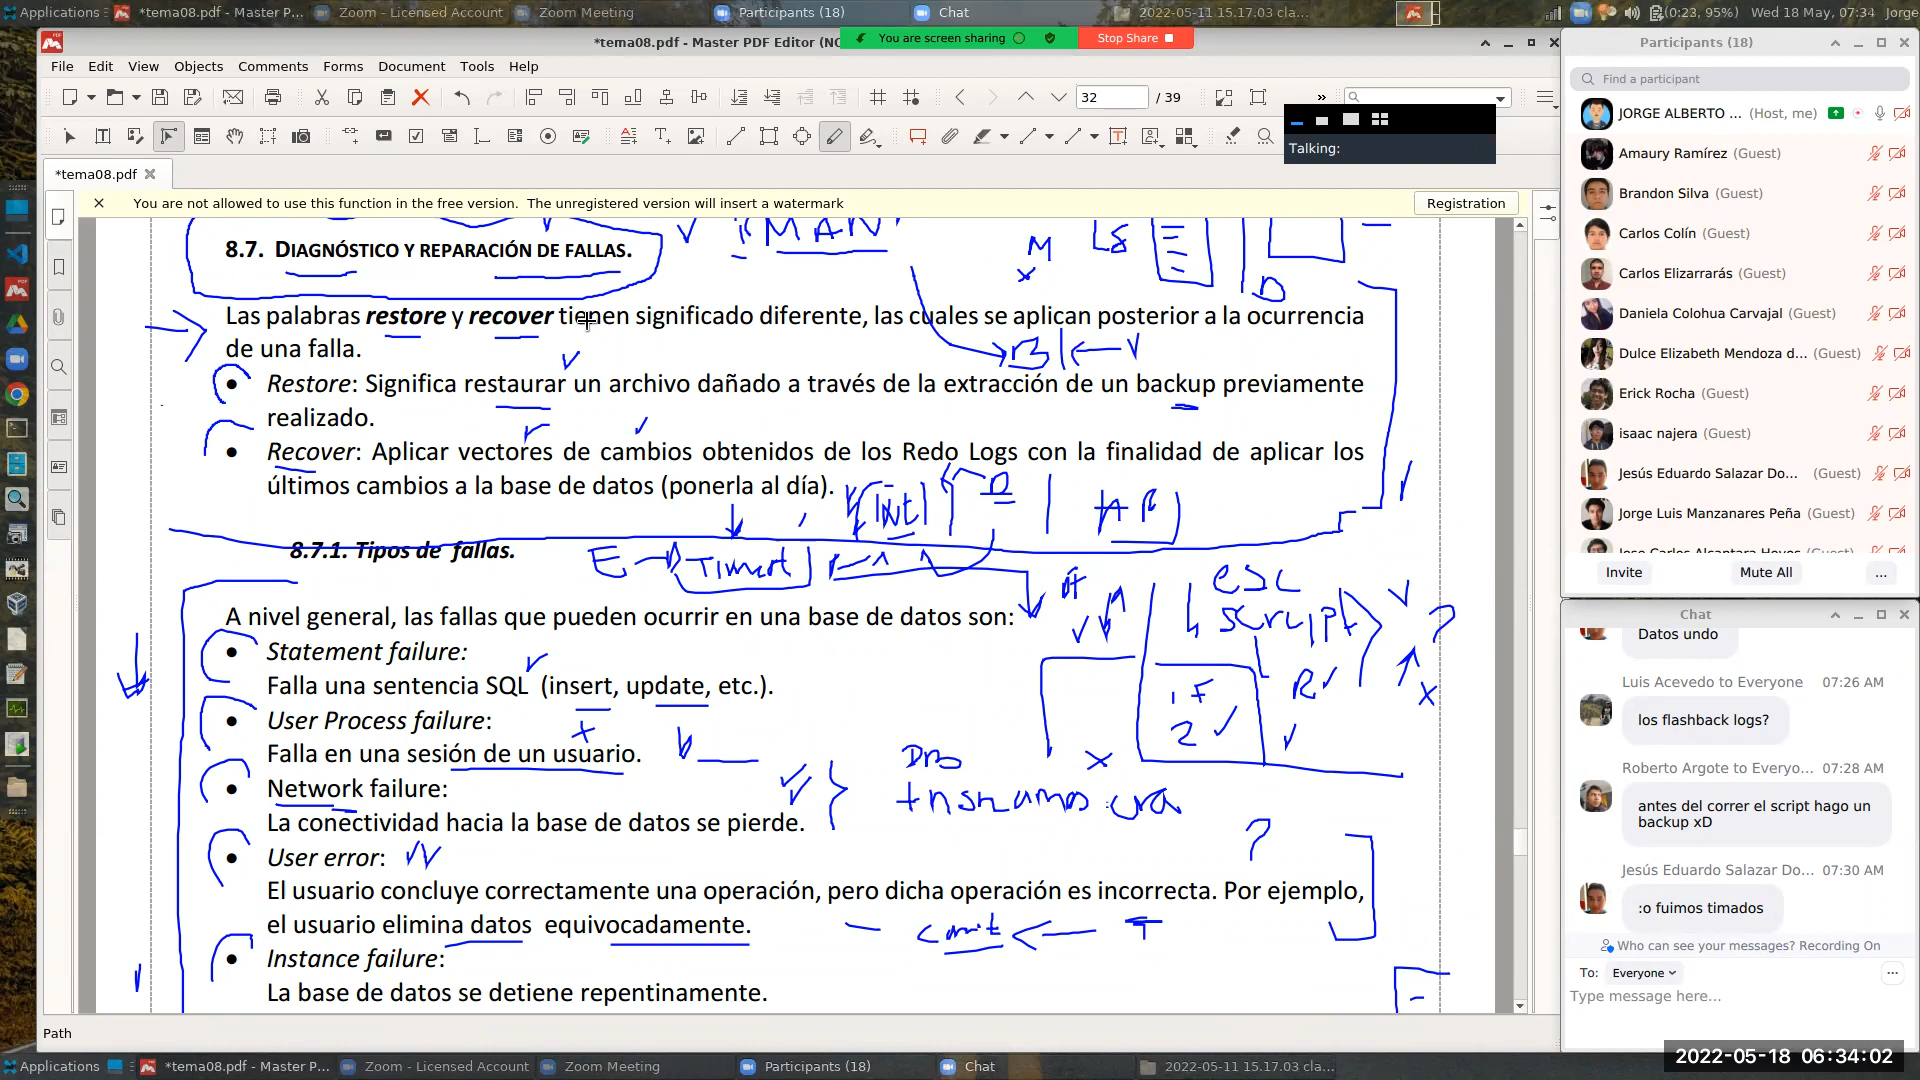 Applications
*tema08.pdf - Master P...
Zoom - Licensed Account
Zoom Meeting
Participants (18)
Chat
2022-05-11 15.17.03 cla...
(0:23, 95%)
Wed 18 May, 07:34
Jorge
*tema08.pdf - Master PDF Editor (NO
You are screen sharing
Stop Share
File Edit View Objects Comments Forms Document Tools Help
32 / 39
Talking:
*tema08.pdf
You are not allowed to use this function in the free version. The unregistered version will insert a watermark
Registration
MAN
8.7. DIAGNÓSTICO Y REPARACIÓN DE FALLAS.
M
D
Las palabras restore y recover tienen significado diferente, las cuales se aplican posterior a la ocurrencia
de una falla.
• Restore: Significa restaurar un archivo dañado a través de la extracción de un backup previamente
realizado.
• Recover: Aplicar vectores de cambios obtenidos de los Redo Logs con la finalidad de aplicar los
últimos cambios a la base de datos (ponerla al día).
8.7.1. Tipos de fallas.
E
esc
script
A nivel general, las fallas que pueden ocurrir en una base de datos son:
• Statement failure:
Falla una sentencia SQL (insert, update, etc.).
• User Process failure:
Falla en una sesión de un usuario.
• Network failure:
La conectividad hacia la base de datos se pierde.
• User error:
El usuario concluye correctamente una operación, pero dicha operación es incorrecta. Por ejemplo,
el usuario elimina datos equivocadamente.
• Instance failure:
La base de datos se detiene repentinamente.
Path
Participants (18)
Find a participant
JORGE ALBERTO ... (Host, me)
Amaury Ramírez (Guest)
Brandon Silva (Guest)
Carlos Colín (Guest)
Carlos Elizarrarás (Guest)
Daniela Colohua Carvajal (Guest)
Dulce Elizabeth Mendoza d... (Guest)
Erick Rocha (Guest)
isaac najera (Guest)
Jesús Eduardo Salazar Do... (Guest)
Jorge Luis Manzanares Peña (Guest)
Jose Carlos Alcantara Hoyos (Guest)
Invite
Mute All
...
Chat
Datos undo
Luis Acevedo to Everyone 07:26 AM
los flashback logs?
Roberto Argote to Everyo... 07:28 AM
antes del correr el script hago un
backup xD
Jesús Eduardo Salazar Do... 07:30 AM
:o fuimos timados
Who can see your messages? Recording On
To: Everyone
Type message here...
Applications
*tema08.pdf - Master P...
Zoom - Licensed Account
Zoom Meeting
Participants (18)
Chat
2022-05-11 15.17.03 cla...
2022-05-18 06:34:02